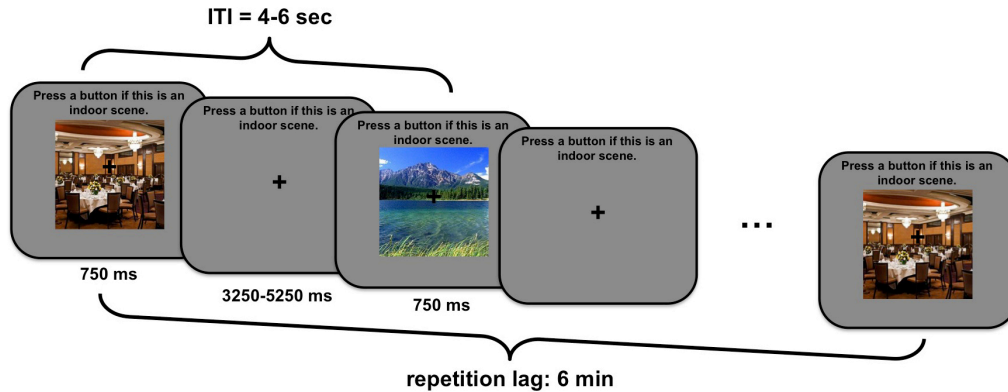 ITI = 4-6 sec
Press a button if this is an
indoor scene.
Press a button if this is an
indoor scene.
Press a button if this is an
indoor scene.
Press a button if this is an
indoor scene.
...
Press a button if this is an
indoor scene.
750 ms
3250-5250 ms
750 ms
repetition lag: 6 min